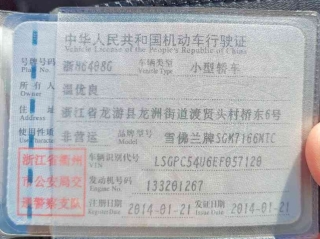 中华人民共和国机动车行驶证
Vehicle License of the People's Republic of China
号牌号码 浙H6408G 车辆类型 小型轿车
Plate No. Vehicle Type
所有人 温优良
Owner
住址 浙江省龙游县龙洲街道渡贤头村桥东6号
Address
使用性质 非营运 品牌型号 雪佛兰牌SGM7166MTC
Use Character Model
浙江省衢州
市公安局交
通警察支队
车辆识别代号 LSGPC54U6EF057120
VIN
发动机号码 133201267
Engine No.
注册日期 2014-01-21 发证日期 2014-01-21
Register Date Issue Date